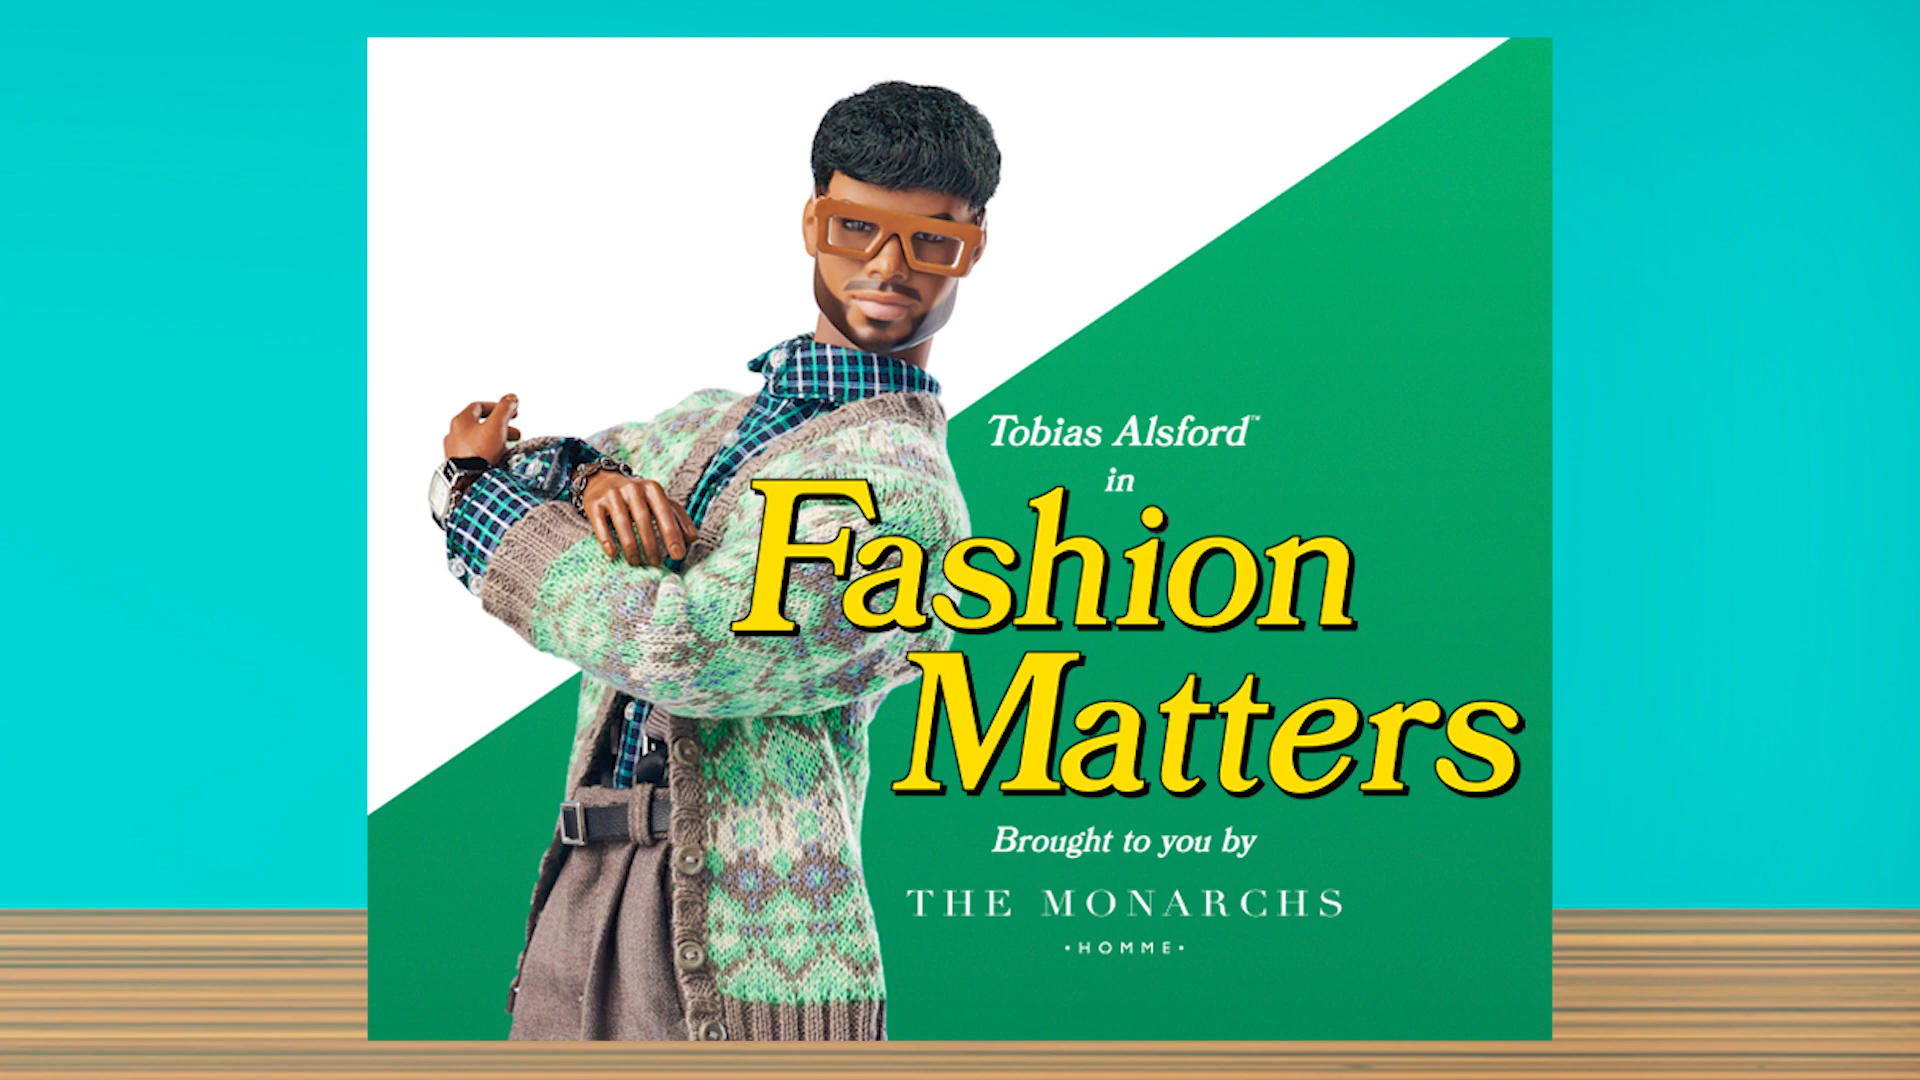 Tobias Alsford™
in
Fashion
Matters
Brought to you by
THE MONARCHS
·HOMME·